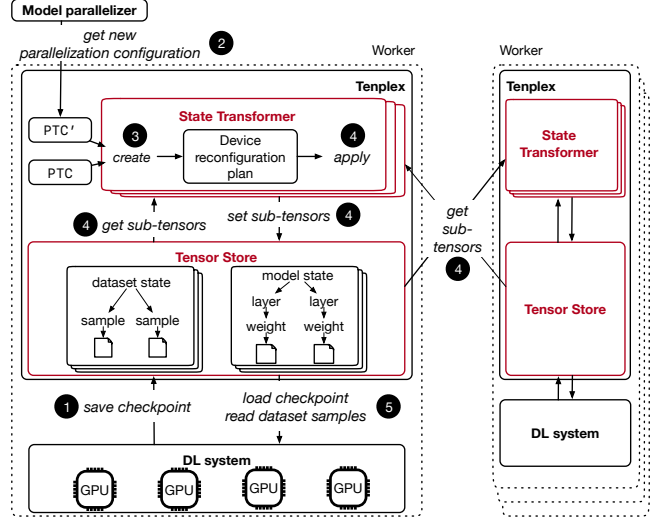 Model parallelizer
get new
parallelization configuration
2
Worker
Tenplex
State Transformer
PTC′
PTC
3
create
Device
reconfiguration
plan
4
apply
4
get sub-tensors
set sub-tensors
4
Tensor Store
dataset state
sample
sample
model state
layer
layer
weight
weight
1
save checkpoint
load checkpoint
read dataset samples
5
DL system
GPU
GPU
GPU
GPU
get
sub-
tensors
4
Worker
Tenplex
State
Transformer
Tensor Store
DL system